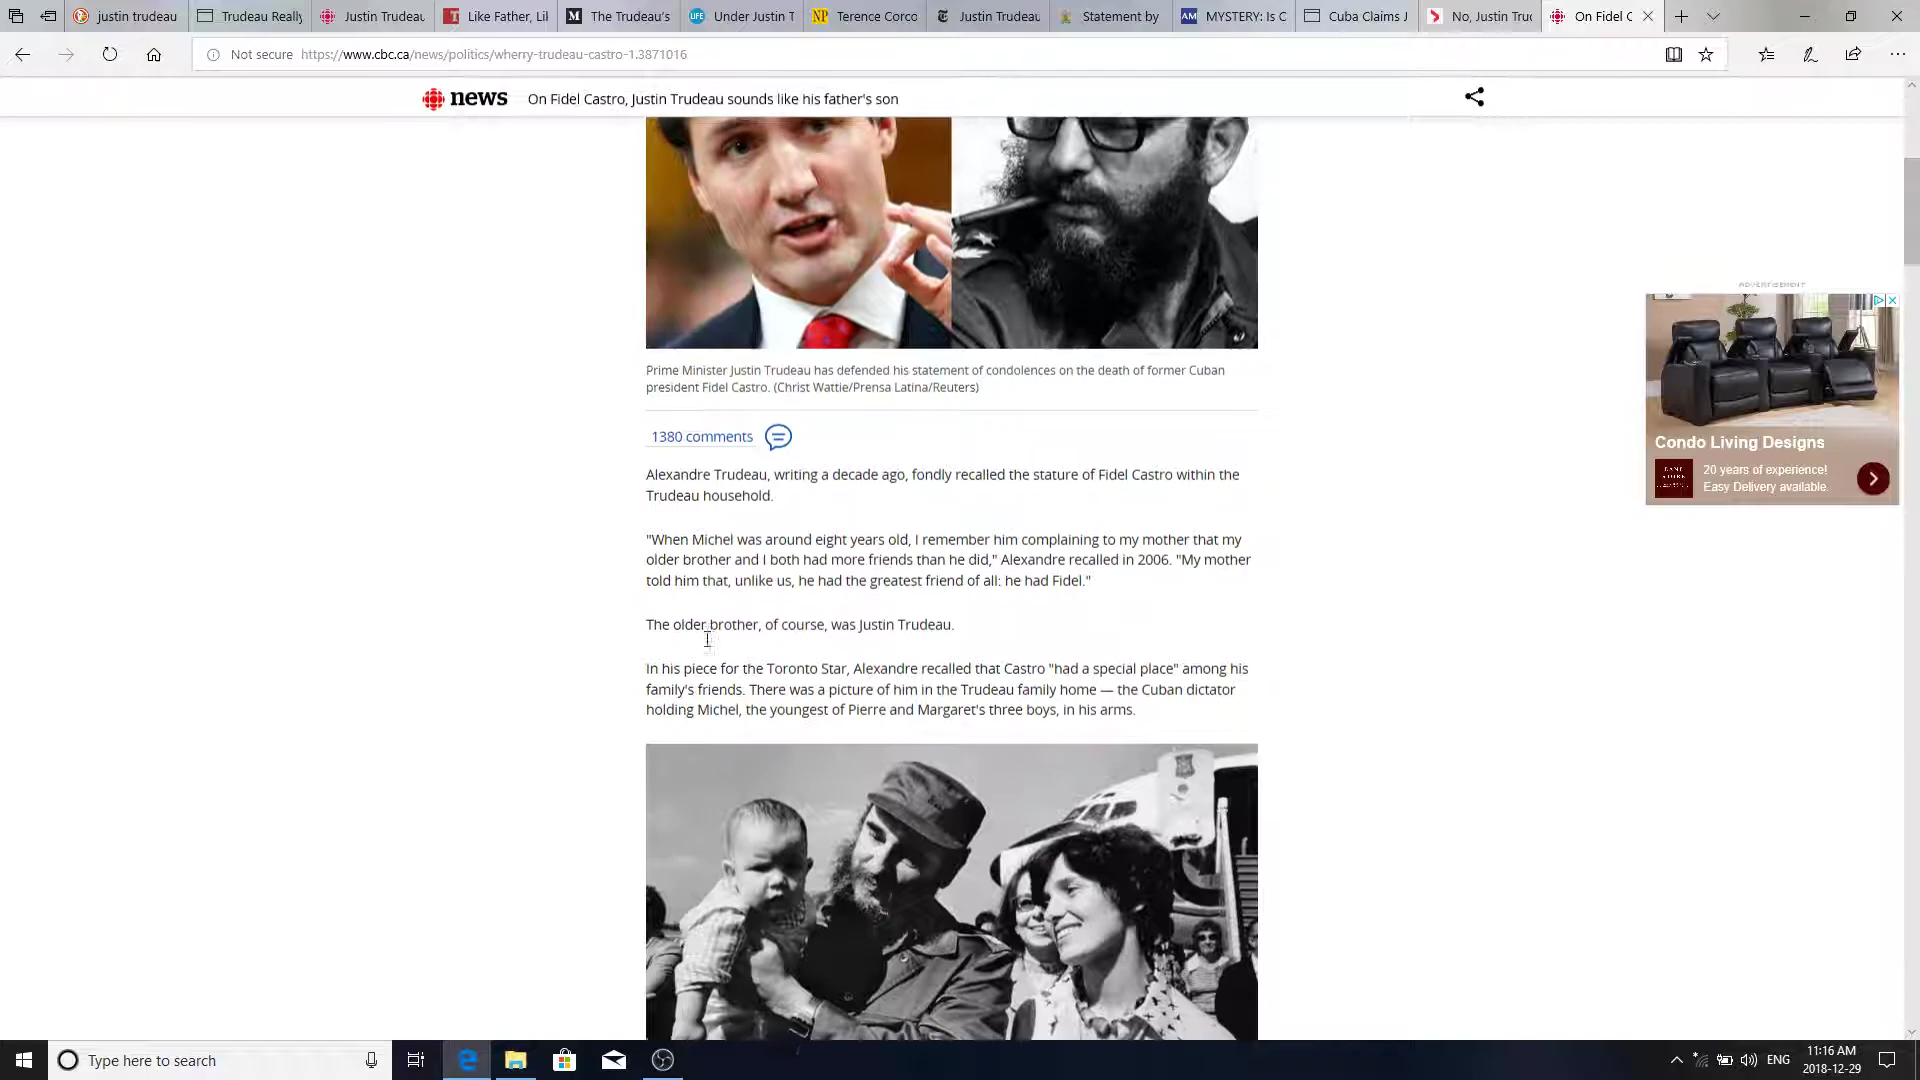 justin trudeau
Trudeau Really
Justin Trudeau
Like Father, Lik
The Trudeau's
Under Justin T
Terence Corco
Justin Trudeau
Statement by
MYSTERY: Is C
Cuba Claims J
No, Justin Truc
On Fidel C
Not secure https://www.cbc.ca/news/politics/wherry-trudeau-castro-1.3871016
news On Fidel Castro, Justin Trudeau sounds like his father's son
Prime Minister Justin Trudeau has defended his statement of condolences on the death of former Cuban
president Fidel Castro. (Christ Wattie/Prensa Latina/Reuters)
1380 comments
Alexandre Trudeau, writing a decade ago, fondly recalled the stature of Fidel Castro within the
Trudeau household.
"When Michel was around eight years old, I remember him complaining to my mother that my
older brother and I both had more friends than he did," Alexandre recalled in 2006. "My mother
told him that, unlike us, he had the greatest friend of all: he had Fidel."
The older brother, of course, was Justin Trudeau.
In his piece for the Toronto Star, Alexandre recalled that Castro "had a special place" among his
family's friends. There was a picture of him in the Trudeau family home — the Cuban dictator
holding Michel, the youngest of Pierre and Margaret's three boys, in his arms.
ADVERTISEMENT
Condo Living Designs
20 years of experience!
Easy Delivery available.
Type here to search
ENG
11:16 AM
2018-12-29